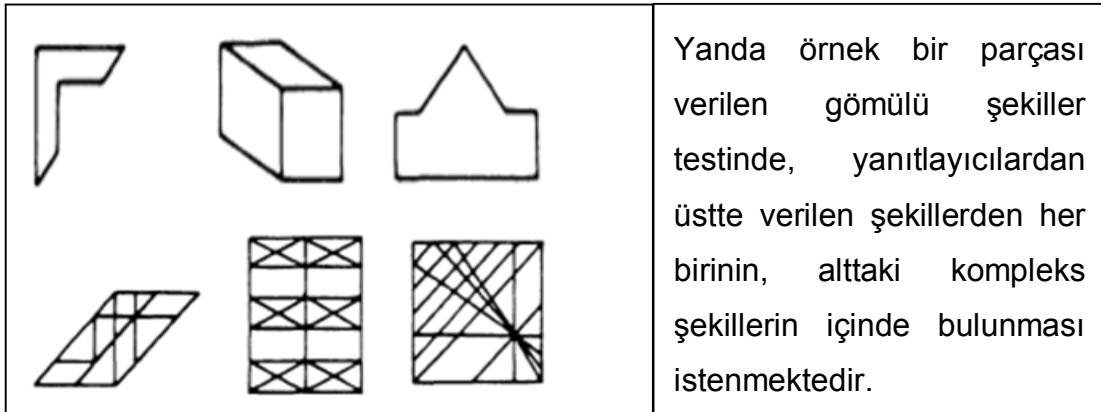 Yanda örnek bir parçası
verilen gömülü şekiller
testinde, yanıtlayıcılardan
üstte verilen şekillerden her
birinin, alttaki kompleks
şekillerin içinde bulunması
istenmektedir.